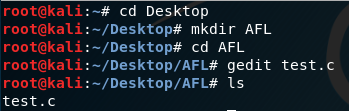 root@kali:~# cd Desktop
root@kali:~/Desktop# mkdir AFL
root@kali:~/Desktop# cd AFL
root@kali:~/Desktop/AFL# gedit test.c
root@kali:~/Desktop/AFL# ls
test.c